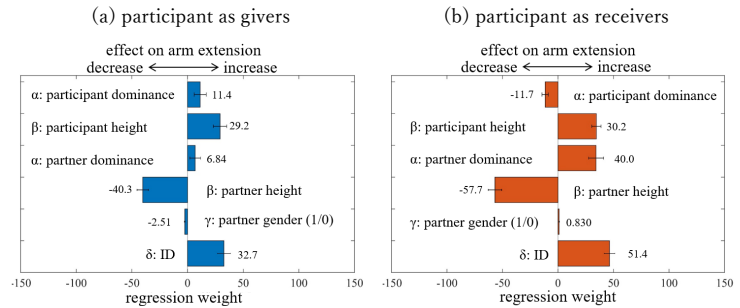 (a) participant as givers
effect on arm extension
decrease increase
α: participant dominance 11.4
β: participant height 29.2
α: partner dominance 6.84
-40.3 β: partner height
-2.51 γ: partner gender (1/0)
δ: ID 32.7
-150 -100 -50 0 50 100 150
regression weight
(b) participant as receivers
effect on arm extension
decrease increase
-11.7 α: participant dominance
β: participant height 30.2
α: partner dominance 40.0
-57.7 β: partner height
γ: partner gender (1/0) 0.830
δ: ID 51.4
-150 -100 -50 0 50 100 150
regression weight